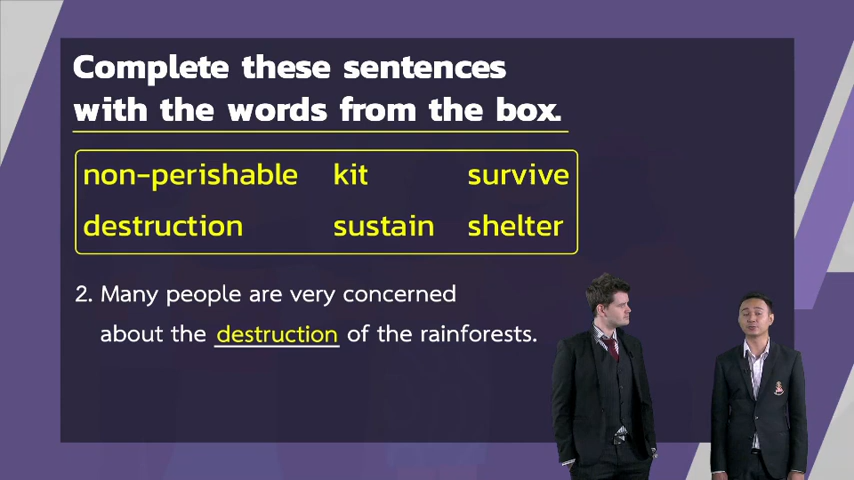 Complete these sentences
with the words from the box.
non-perishable kit survive
destruction sustain shelter
2. Many people are very concerned
about the destruction of the rainforests.